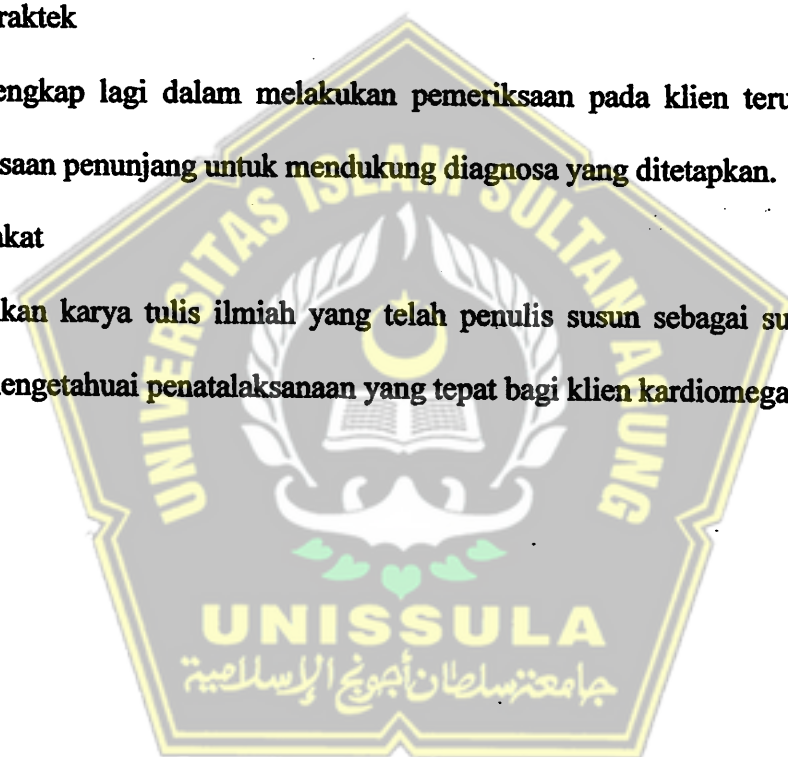 raktek
engkap lagi dalam melakukan pemeriksaan pada klien teru
saan penunjang untuk mendukung diagnosa yang ditetapkan.
akat
kan karya tulis ilmiah yang telah penulis susun sebagai su
mengetahuai penatalaksanaan yang tepat bagi klien kardiomega
UNIVERSITAS ISLAM SULTAN AGUNG
UNISSULA
جامعة سلطان أجونج الإسلامية